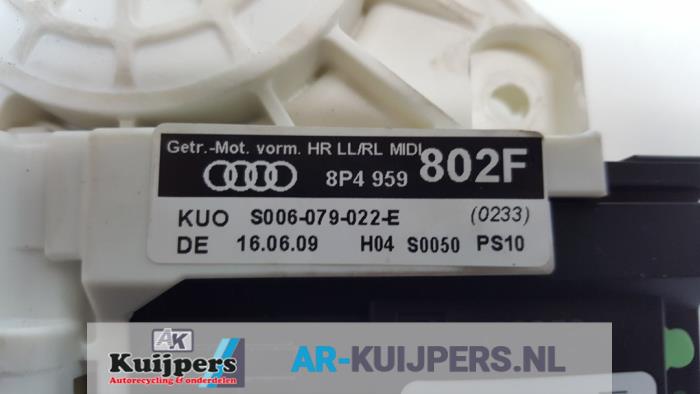 Getr.-Mot. vorm. HR LL/RL MIDI
8P4 959 802F
KUO S006-079-022-E (0233)
DE 16.06.09 H04 S0050 PS10
AK
Kuijpers
Autorecycling & onderdelen
AR-KUIJPERS.NL